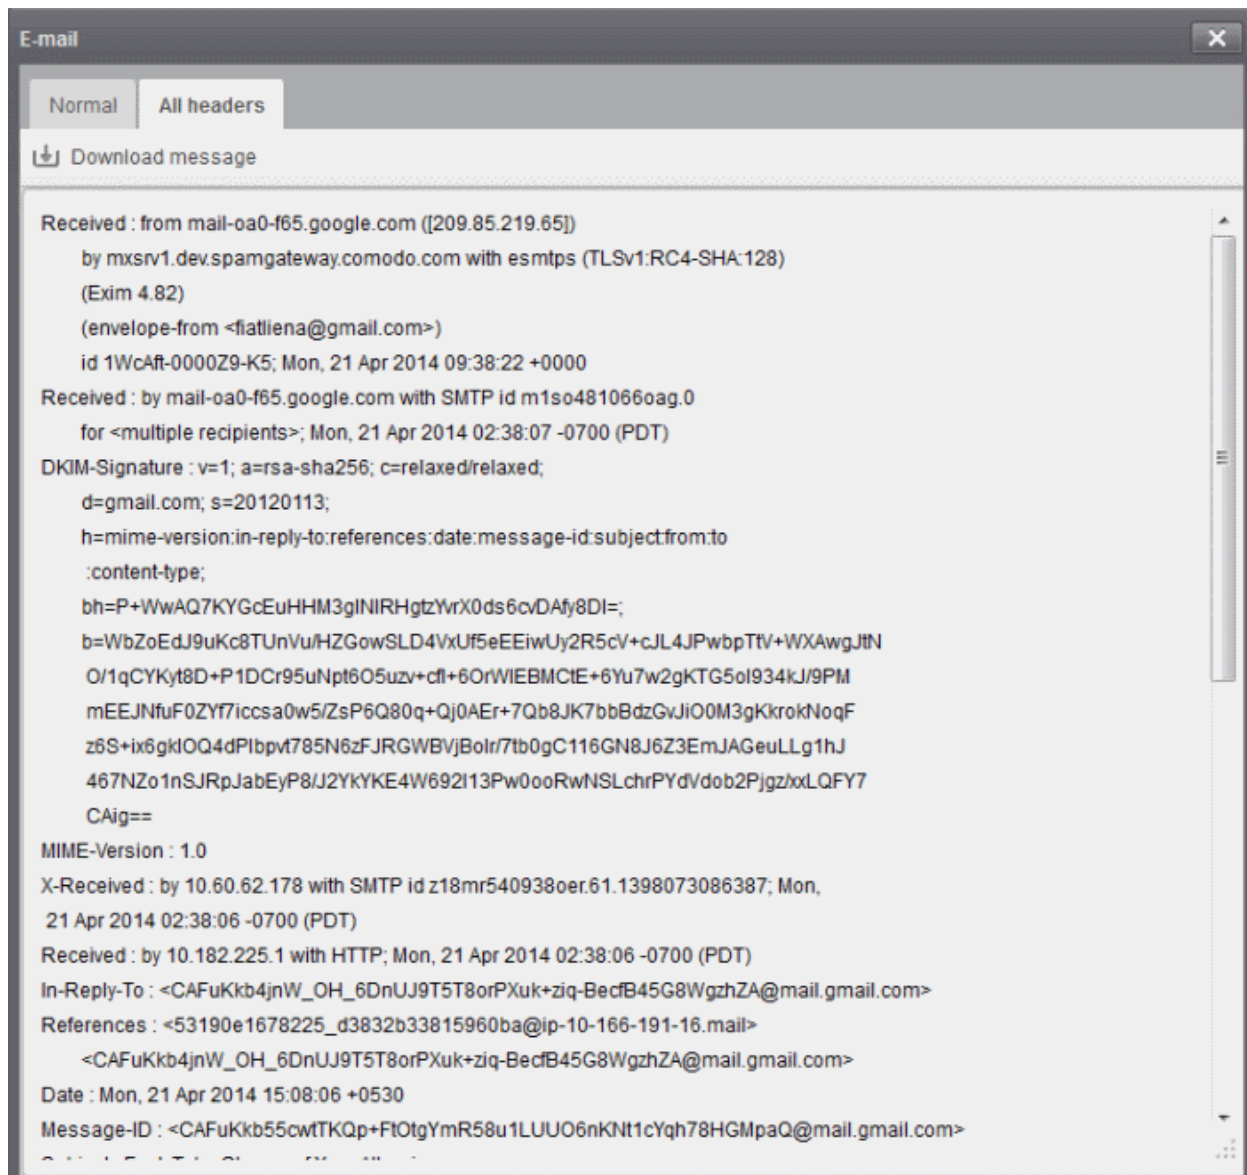 E-mail
Normal
All headers
Download message
Received : from mail-oa0-f65.google.com ([209.85.219.65])
by mxsrv1.dev.spamgateway.comodo.com with esmtps (TLSv1:RC4-SHA:128)
(Exim 4.82)
(envelope-from <fiatliena@gmail.com>)
id 1WcAft-0000Z9-K5; Mon, 21 Apr 2014 09:38:22 +0000
Received : by mail-oa0-f65.google.com with SMTP id m1so481066oag.0
for <multiple recipients>; Mon, 21 Apr 2014 02:38:07 -0700 (PDT)
DKIM-Signature : v=1; a=rsa-sha256; c=relaxed/relaxed;
d=gmail.com; s=20120113;
h=mime-version:in-reply-to:references:date:message-id:subject:from:to
:content-type;
bh=P+WwAQ7KYGcEuHHM3gINIRHgtzYvrX0ds6cvDAfy8DI=;
b=WbZoEdJ9uKc8TUnVu/HZGowSLD4VxUf5eEEiwUy2R5cV+cJL4JPwbpTtV+WXAwgJtN
O/1qCYKyt8D+P1DCr95uNpt6O5uzv+cfl+6OrWIEBMCtE+6Yu7w2gKTG5ol934kJ/9PM
mEEJNfuF0ZYf7iccsa0w5/ZsP6Q80q+Qj0AEr+7Qb8JK7bbBdzGvJiO0M3gKkrokNoqF
z6S+ix6gklOQ4dPlbpvt785N6zFJRGWBVjBolr/7tb0gC116GN8J6Z3EmJAGeuLLg1hJ
467NZo1nSJRpJabEyP8/J2YkYKE4W692I13Pw0ooRwNSLchrPYdVdob2Pjgz/xxLQFY7
CAig==
MIME-Version : 1.0
X-Received : by 10.60.62.178 with SMTP id z18mr540938oer.61.1398073086387; Mon,
21 Apr 2014 02:38:06 -0700 (PDT)
Received : by 10.182.225.1 with HTTP; Mon, 21 Apr 2014 02:38:06 -0700 (PDT)
In-Reply-To : <CAFuKkb4jnW_OH_6DnUJ9T5T8orPXuk+ziq-BecfB45G8WgzhZA@mail.gmail.com>
References : <53190e1678225_d3832b33815960ba@ip-10-166-191-16.mail>
<CAFuKkb4jnW_OH_6DnUJ9T5T8orPXuk+ziq-BecfB45G8WgzhZA@mail.gmail.com>
Date : Mon, 21 Apr 2014 15:08:06 +0530
Message-ID : <CAFuKkb55cwtTKQp+FtOtgYmR58u1LUUO6nKNt1cYqh78HGMpaQ@mail.gmail.com>